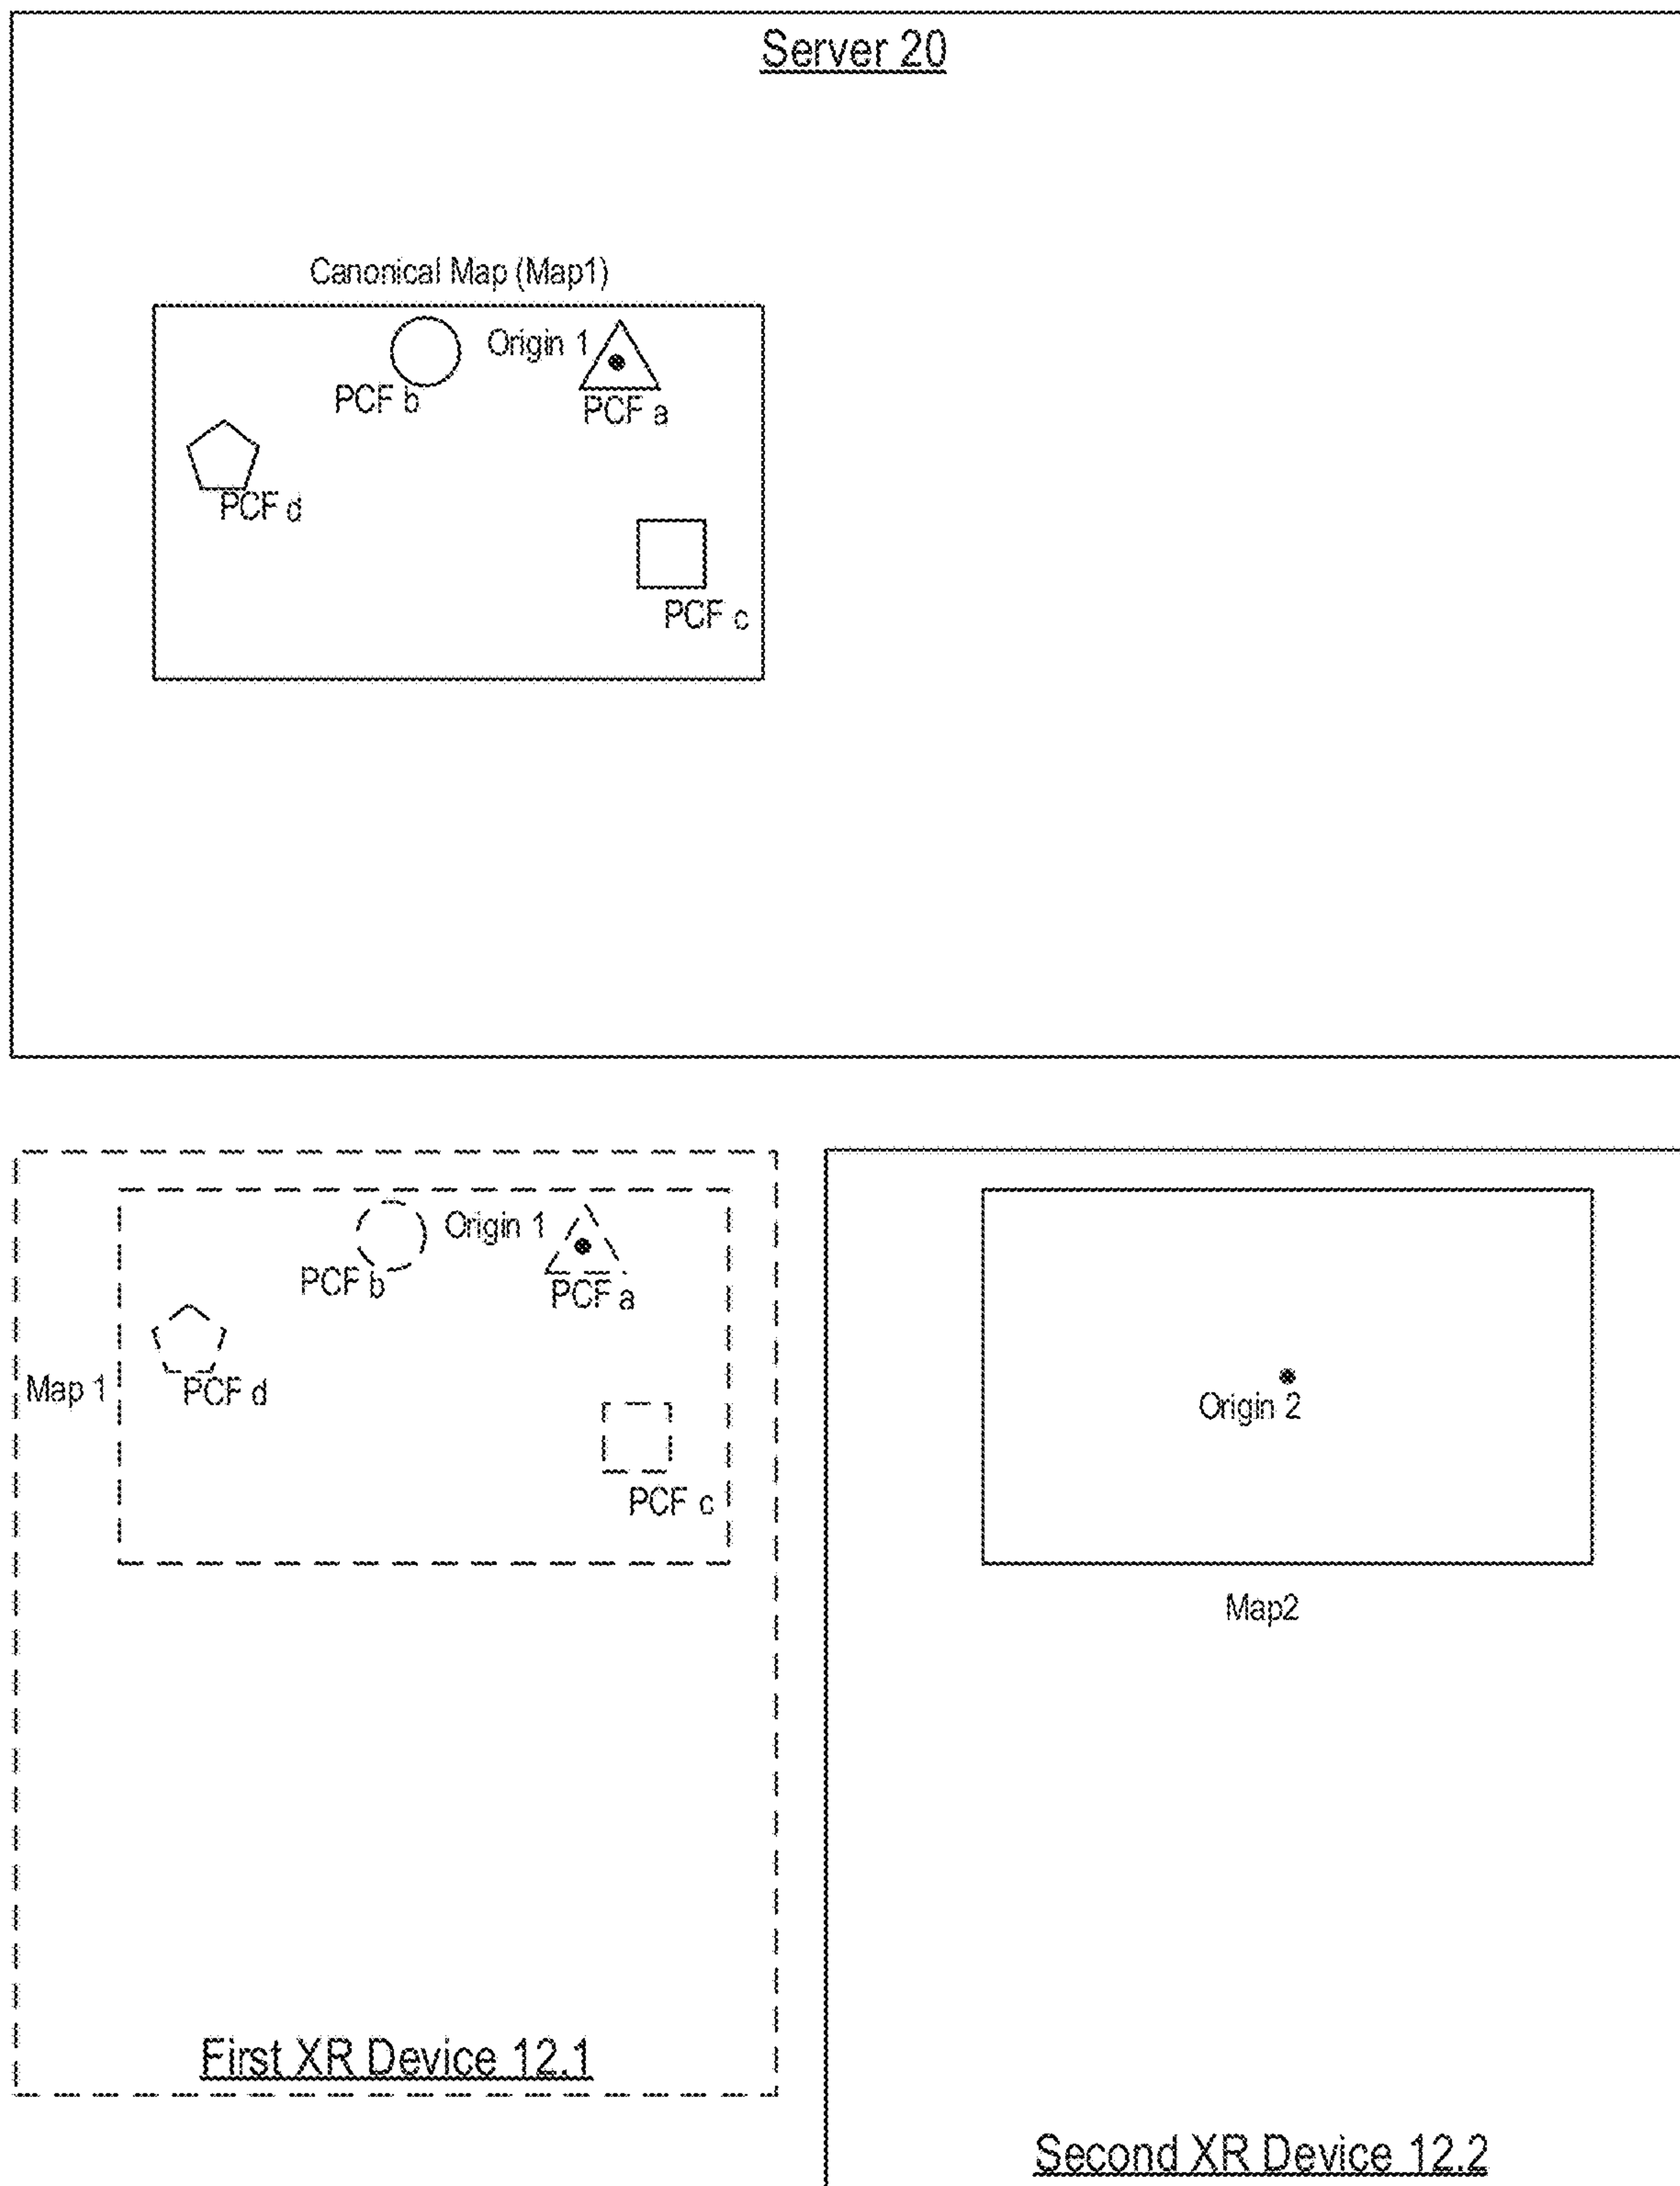 Server 20
Canonical Map (Map1)
Origin 1
PCF b
PCF a
PCF d
PCF c
Origin 1
PCF b
PCF a
Map 1
PCF d
PCF c
First XR Device 12.1
Origin 2
Map2
Second XR Device 12.2